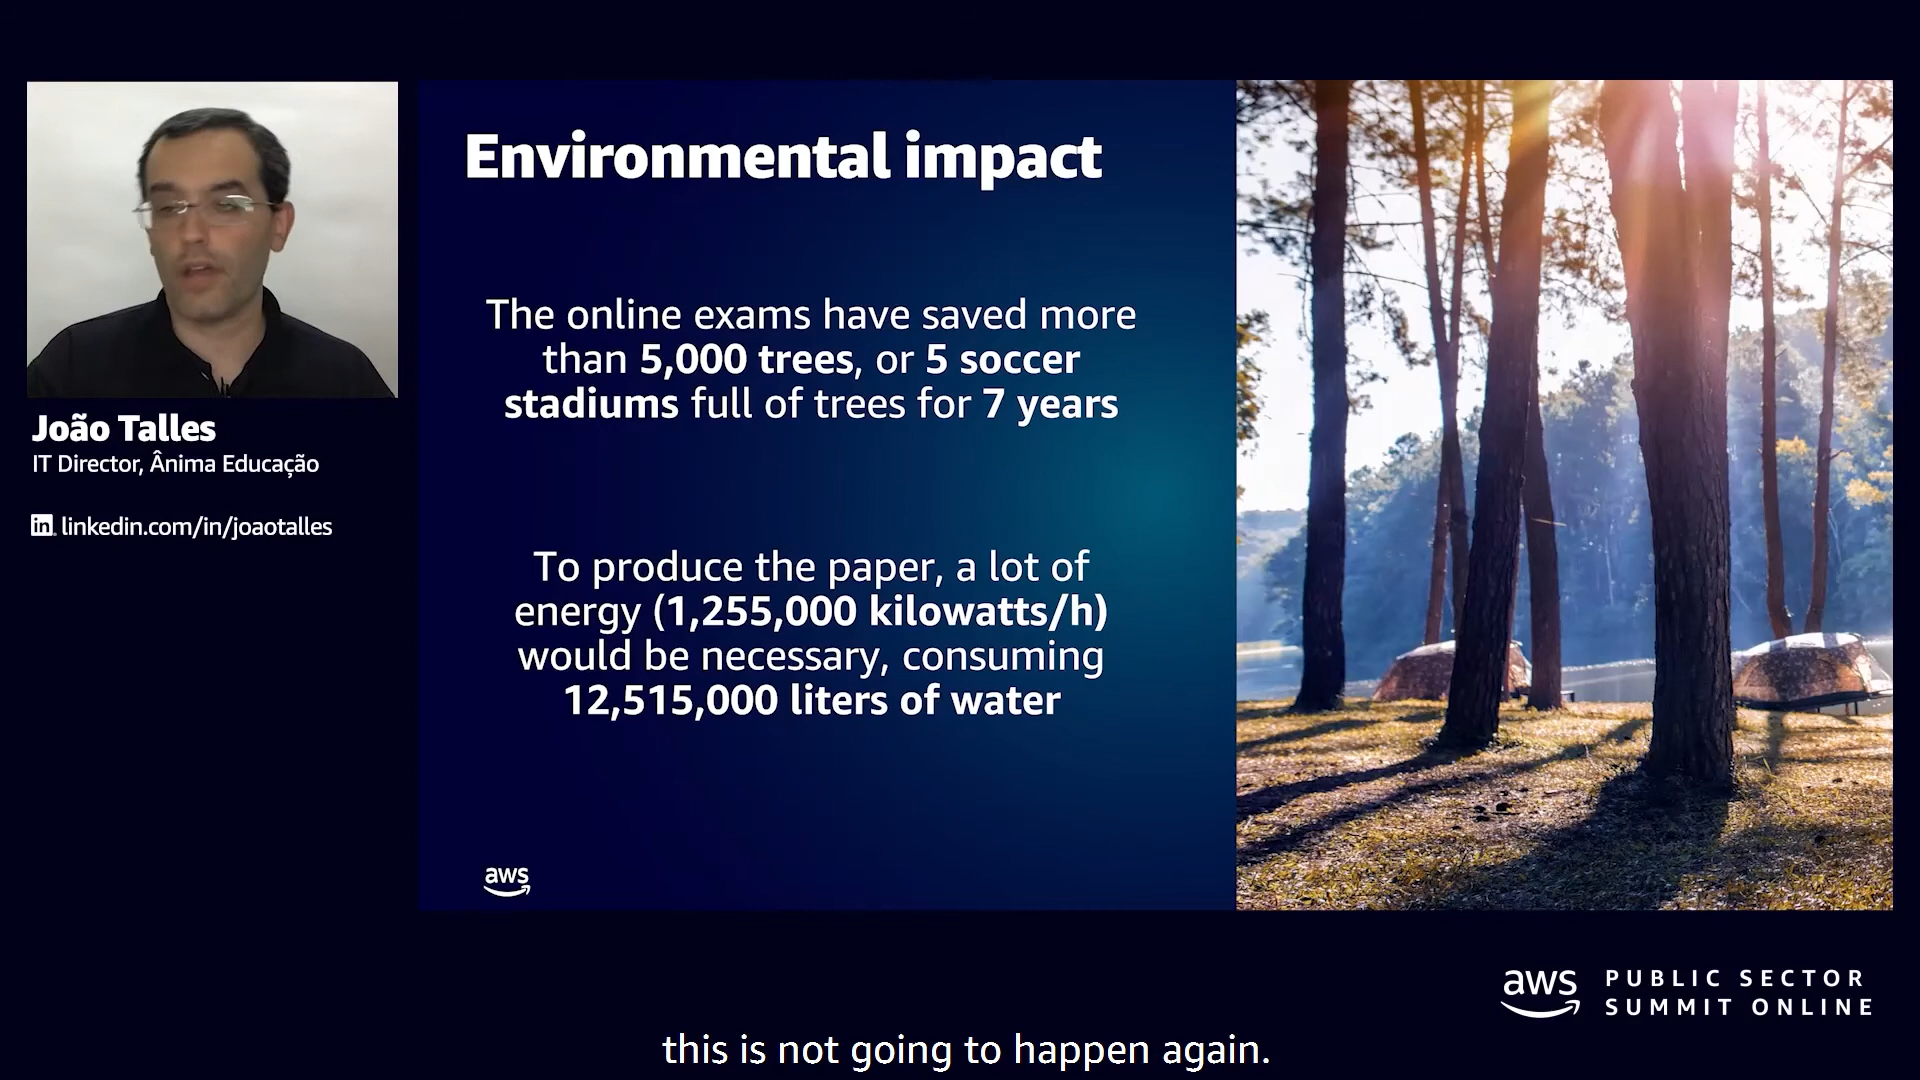 João Talles
IT Director, Ânima Educação
in linkedin.com/in/joaotalles
Environmental impact
The online exams have saved more
than 5,000 trees, or 5 soccer
stadiums full of trees for 7 years
To produce the paper, a lot of
energy (1,255,000 kilowatts/h)
would be necessary, consuming
12,515,000 liters of water
aws
aws PUBLIC SECTOR
SUMMIT ONLINE
this is not going to happen again.